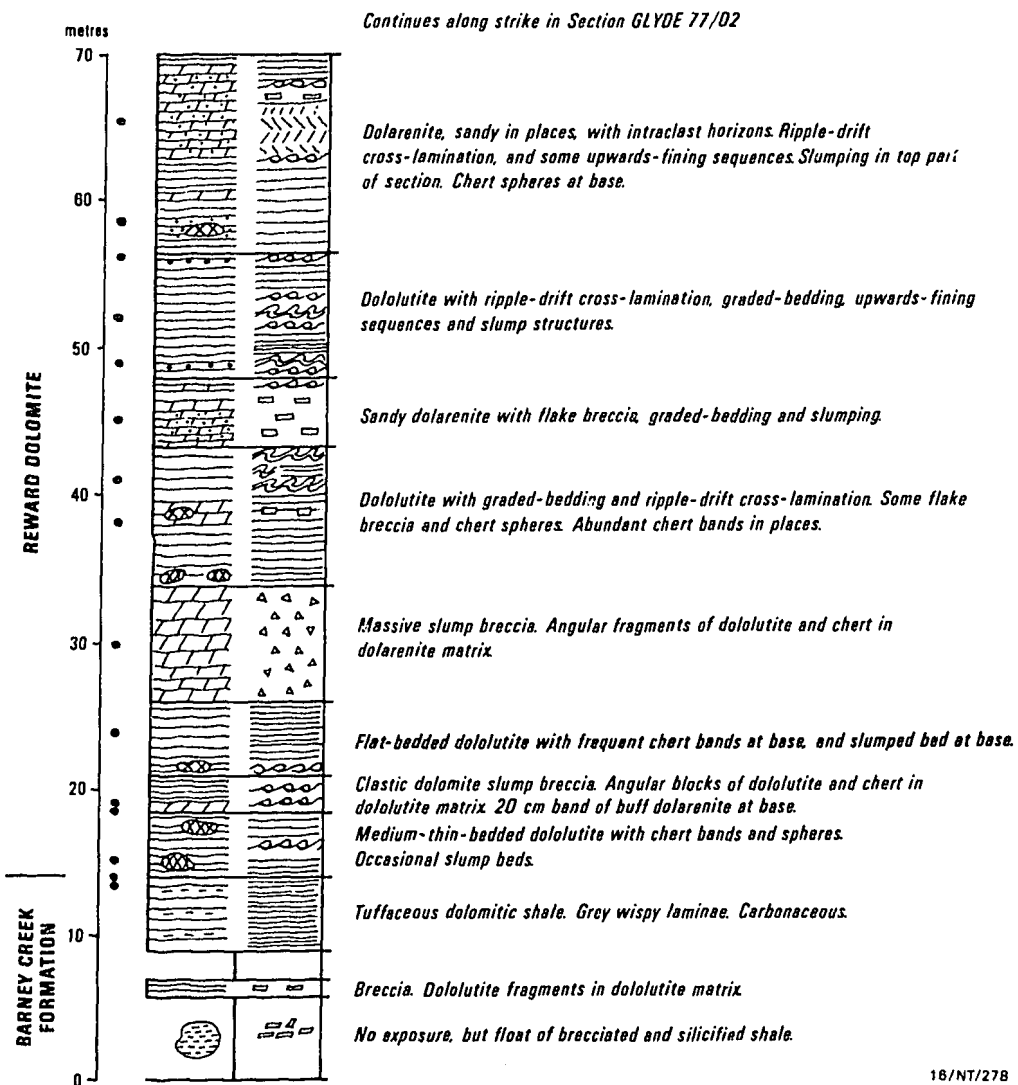 Continues along strike in Section GLYDE 77/02
metres
70
60
50
40
30
20
10
0
REWARD DOLOMITE
BARNEY CREEK
FORMATION
Dolarenite, sandy in places, with intraclast horizons. Ripple-drift
cross-lamination, and some upwards-fining sequences. Slumping in top part
of section. Chert spheres at base.
Dololutite with ripple-drift cross-lamination, graded-bedding, upwards-fining
sequences and slump structures.
Sandy dolarenite with flake breccia, graded-bedding and slumping.
Dololutite with graded-bedding and ripple-drift cross-lamination. Some flake
breccia and chert spheres. Abundant chert bands in places.
Massive slump breccia. Angular fragments of dololutite and chert in
dolarenite matrix.
Flat-bedded dololutite with frequent chert bands at base, and slumped bed at base.
Clastic dolomite slump breccia. Angular blocks of dololutite and chert in
dololutite matrix. 20 cm band of buff dolarenite at base.
Medium-thin-bedded dololutite with chert bands and spheres.
Occasional slump beds.
Tuffaceous dolomitic shale. Grey wispy laminae. Carbonaceous.
Breccia. Dololutite fragments in dololutite matrix.
No exposure, but float of brecciated and silicified shale.
16/NT/278